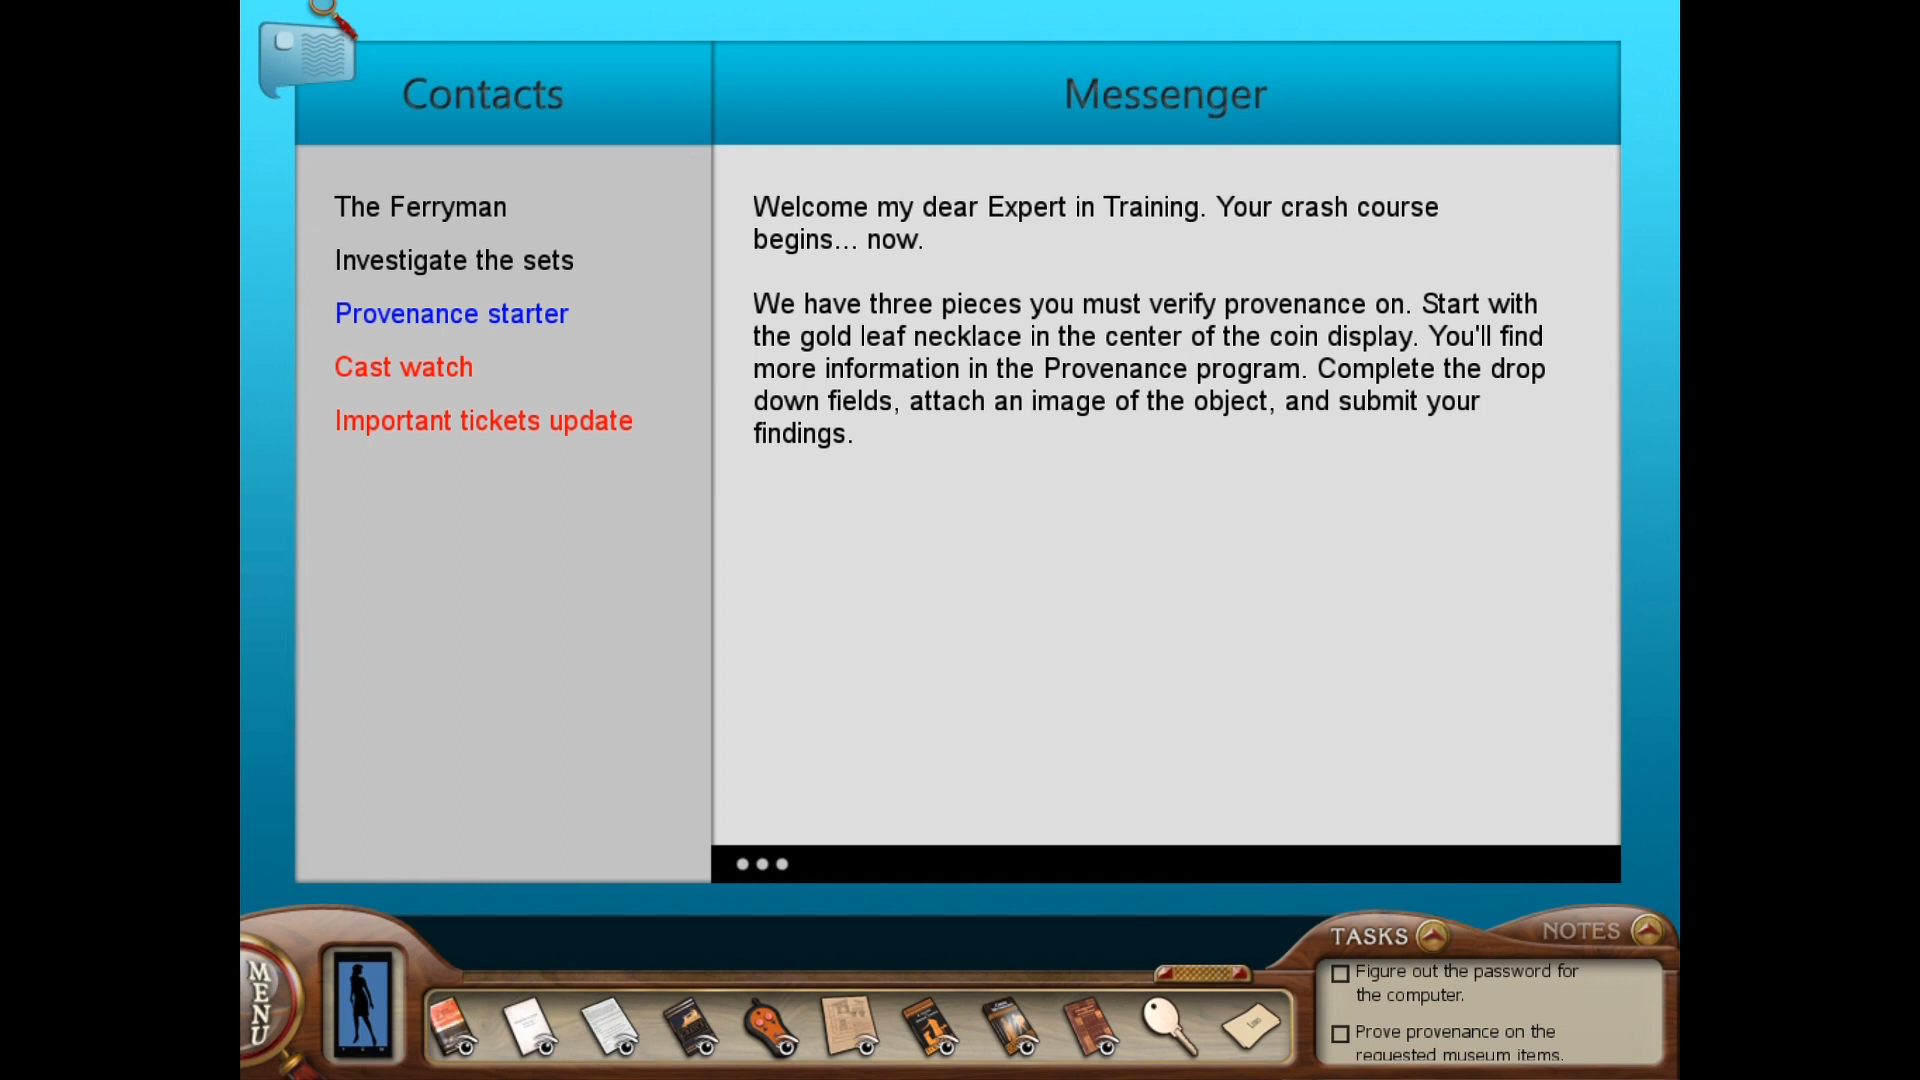 Contacts
Messenger
The Ferryman
Investigate the sets
Provenance starter
Cast watch
Important tickets update
Welcome my dear Expert in Training. Your crash course
begins... now.
We have three pieces you must verify provenance on. Start with
the gold leaf necklace in the center of the coin display. You'll find
more information in the Provenance program. Complete the drop
down fields, attach an image of the object, and submit your
findings.
MENU
TASKS
NOTES
Figure out the password for
the computer.
Prove provenance on the
requested museum items.